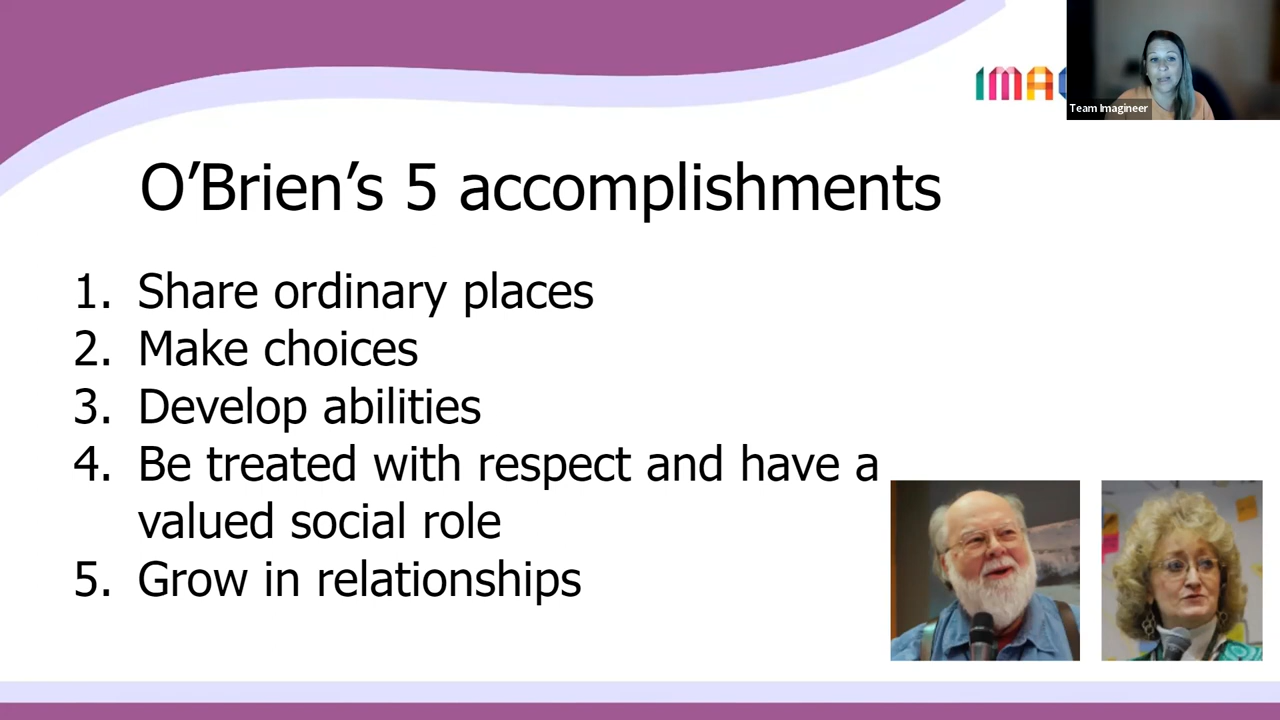 IMAG
Team Imagineer
O’Brien’s 5 accomplishments
1. Share ordinary places
2. Make choices
3. Develop abilities
4. Be treated with respect and have a
valued social role
5. Grow in relationships